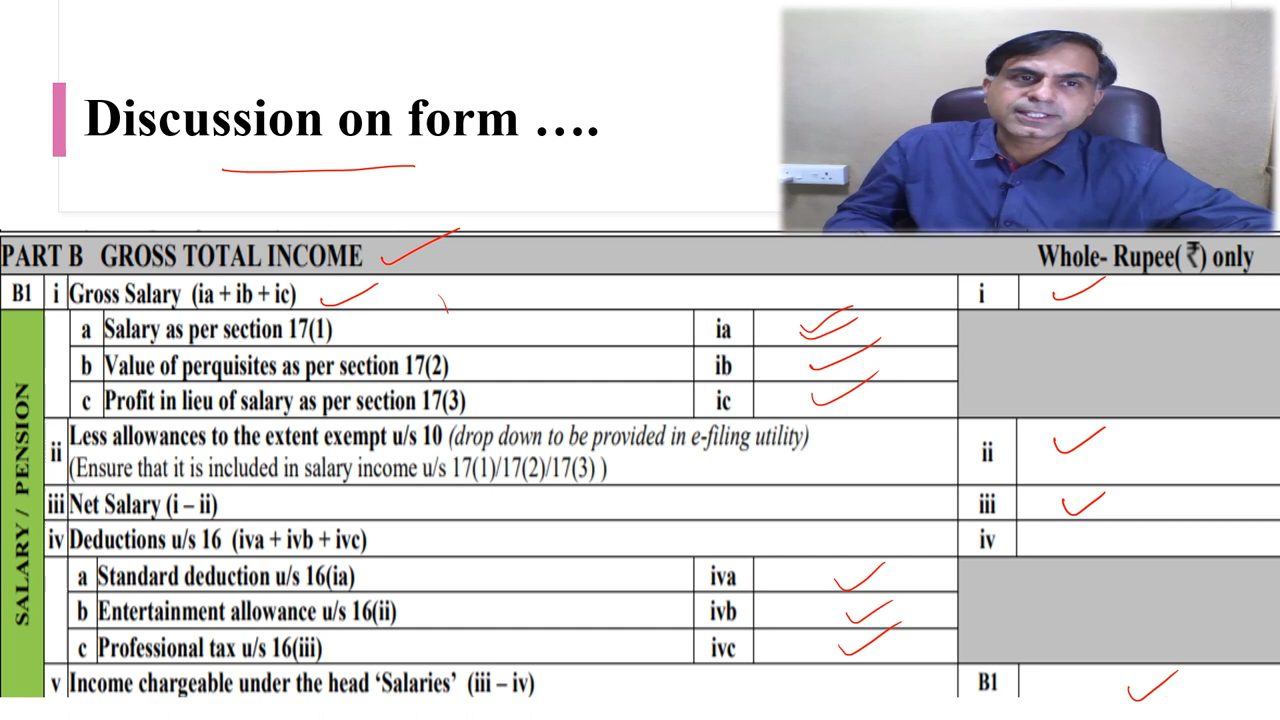 Discussion on form ….
PART B GROSS TOTAL INCOME Whole- Rupee(₹) only
B1 i Gross Salary (ia + ib + ic) i
a Salary as per section 17(1) ia
b Value of perquisites as per section 17(2) ib
c Profit in lieu of salary as per section 17(3) ic
ii Less allowances to the extent exempt u/s 10 (drop down to be provided in e-filing utility) ii
(Ensure that it is included in salary income u/s 17(1)/17(2)/17(3) )
iii Net Salary (i – ii) iii
iv Deductions u/s 16 (iva + ivb + ivc) iv
a Standard deduction u/s 16(ia) iva
b Entertainment allowance u/s 16(ii) ivb
c Professional tax u/s 16(iii) ivc
v Income chargeable under the head ‘Salaries’ (iii – iv) B1
SALARY / PENSION